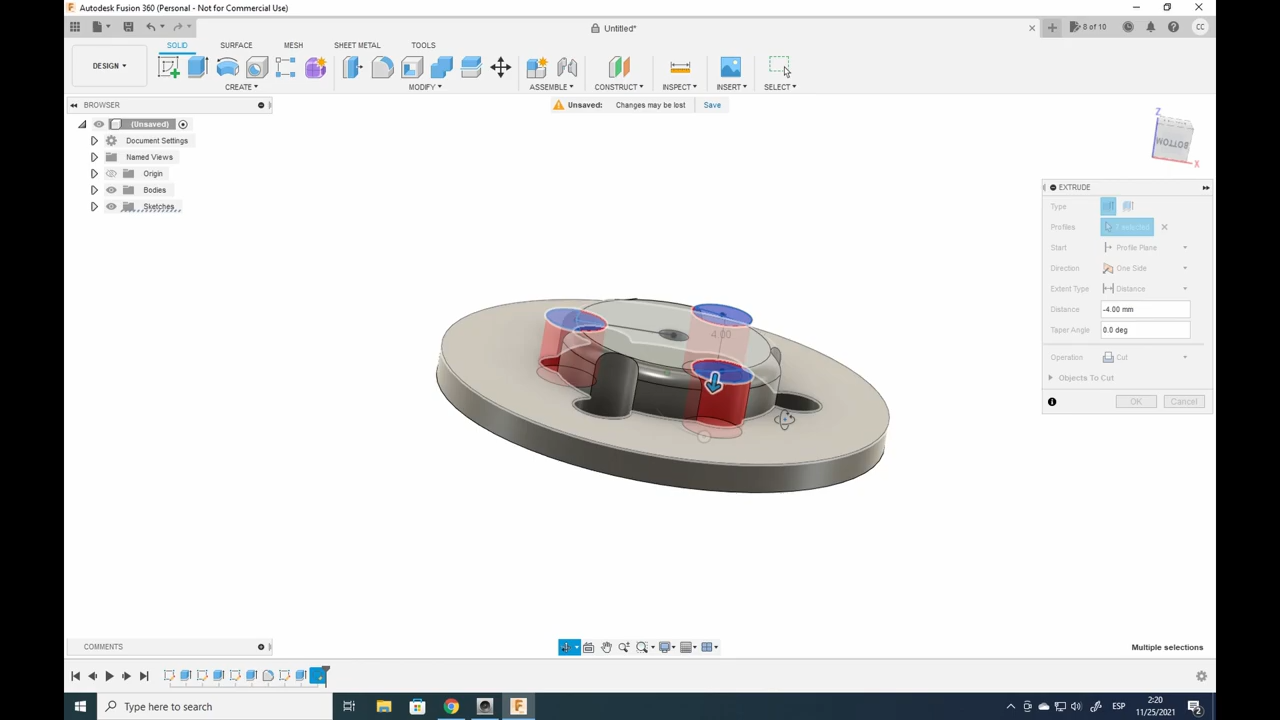 Autodesk Fusion 360 (Personal - Not for Commercial Use)
Untitled*
8 of 10
CC
SOLID
SURFACE
MESH
SHEET METAL
TOOLS
DESIGN
CREATE
MODIFY
ASSEMBLE
CONSTRUCT
INSPECT
INSERT
SELECT
BROWSER
Unsaved:
Changes may be lost
Save
(Unsaved)
Document Settings
Named Views
Origin
Bodies
Sketches
Z
BOTTOM
X
EXTRUDE
Type
Profiles
Start
Profile Plane
Direction
One Side
Extent Type
Distance
Distance
-4.00 mm
Taper Angle
0.0 deg
Operation
Cut
Objects To Cut
OK
Cancel
4.00
COMMENTS
Multiple selections
Type here to search
ESP
2:20
11/25/2021
2